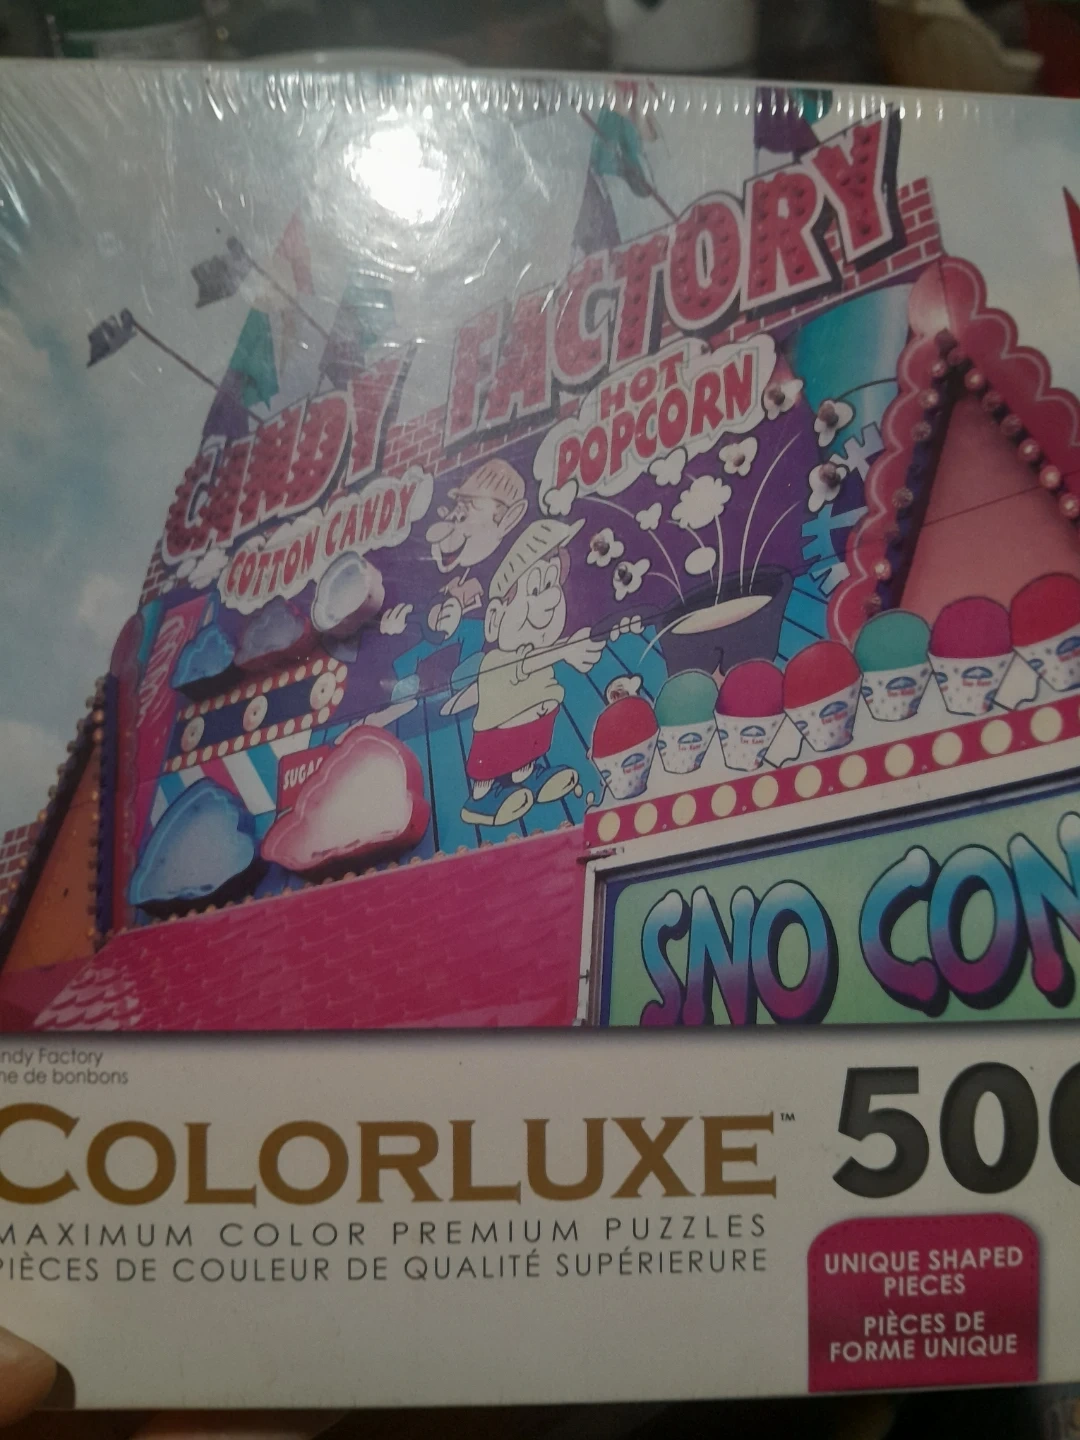 CANDY FACTORY
HOT
POPCORN
COTTON CANDY
SUGAR
SNO CON
ndy Factory
ne de bonbons
COLORLUXE™
500
MAXIMUM COLOR PREMIUM PUZZLES
PIÈCES DE COULEUR DE QUALITÉ SUPÉRIERURE
UNIQUE SHAPED
PIECES
PIÈCES DE
FORME UNIQUE